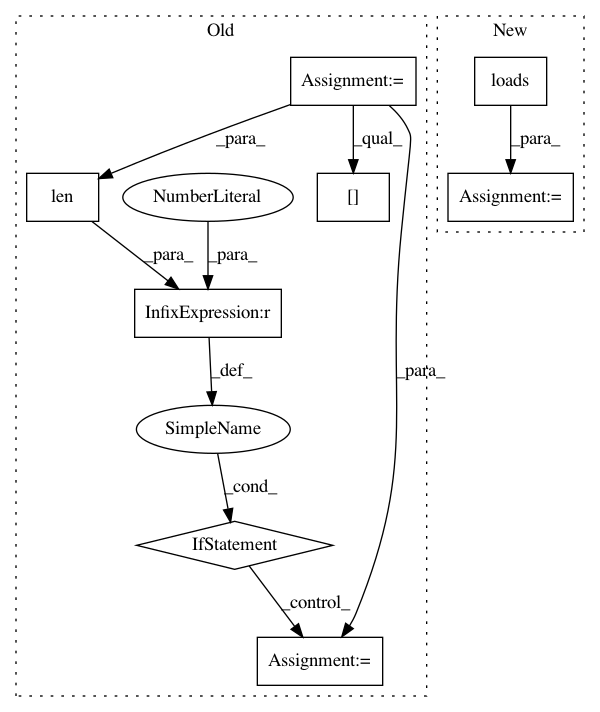 Old
New
Assignment:=
loads
_para_
_qual_
_para_
len
NumberLiteral
[]
Assignment:=
_para_
_para_
InfixExpression:r
_def_
_para_
SimpleName
_cond_
IfStatement
_control_
Assignment:=